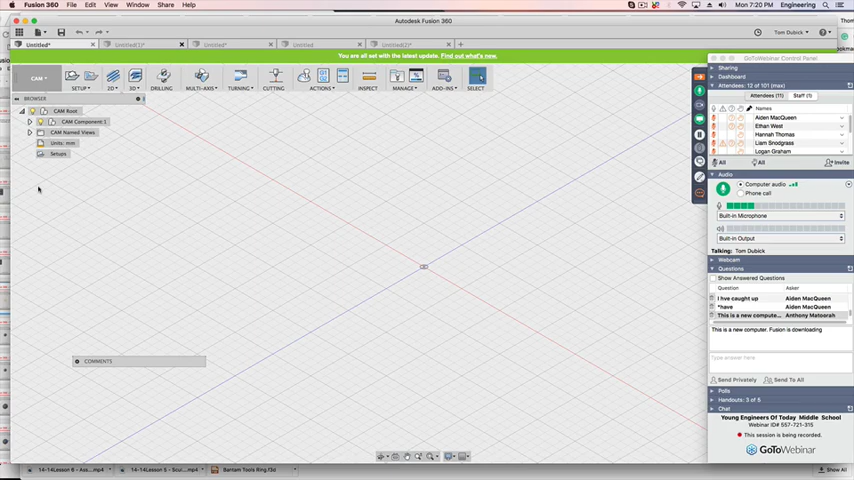 Fusion 360 File Edit View Share Window Help Mon 7:20 PM Engineering
Autodesk Fusion 360
Tom Dubick
Untitled* Untitled(1)* Untitled* Untitled Untitled(2)*
You are all set with the latest update. Find out what's new.
CAM
SETUP 2D 3D DRILLING MULTI-AXIS TURNING CUTTING ACTIONS INSPECT MANAGE ADD-INS SELECT
BROWSER
CAM Root
CAM Component:1
CAM Named Views
Units: mm
Setups
COMMENTS
GoToWebinar Control Panel
Sharing
Dashboard
Attendees: 12 of 101 (max)
Attendees (11) Staff (1)
Names
Aiden MacQueen
Ethan West
Hannah Thomas
Liam Snodgrass
Logan Graham
All All Invite
Audio
Computer audio
Phone call
Built-in Microphone
Built-in Output
Talking: Tom Dubick
Webcam
Questions
Show Answered Questions
Question Asker
I hve caught up Aiden MacQueen
*have Aiden MacQueen
This is a new compute... Anthony Matoorah
This is a new computer. Fusion is downloading
Type answer here
Send Privately Send To All
Polls
Handouts: 3 of 5
Chat
Young Engineers Of Today Middle School
Webinar ID# 557-721-315
This session is being recorded.
GoToWebinar
14-14Lesson 6 - Ass....mp4 14-14Lesson 5 - Scul....mp4 Bantam Tools Ring.f3d Show All